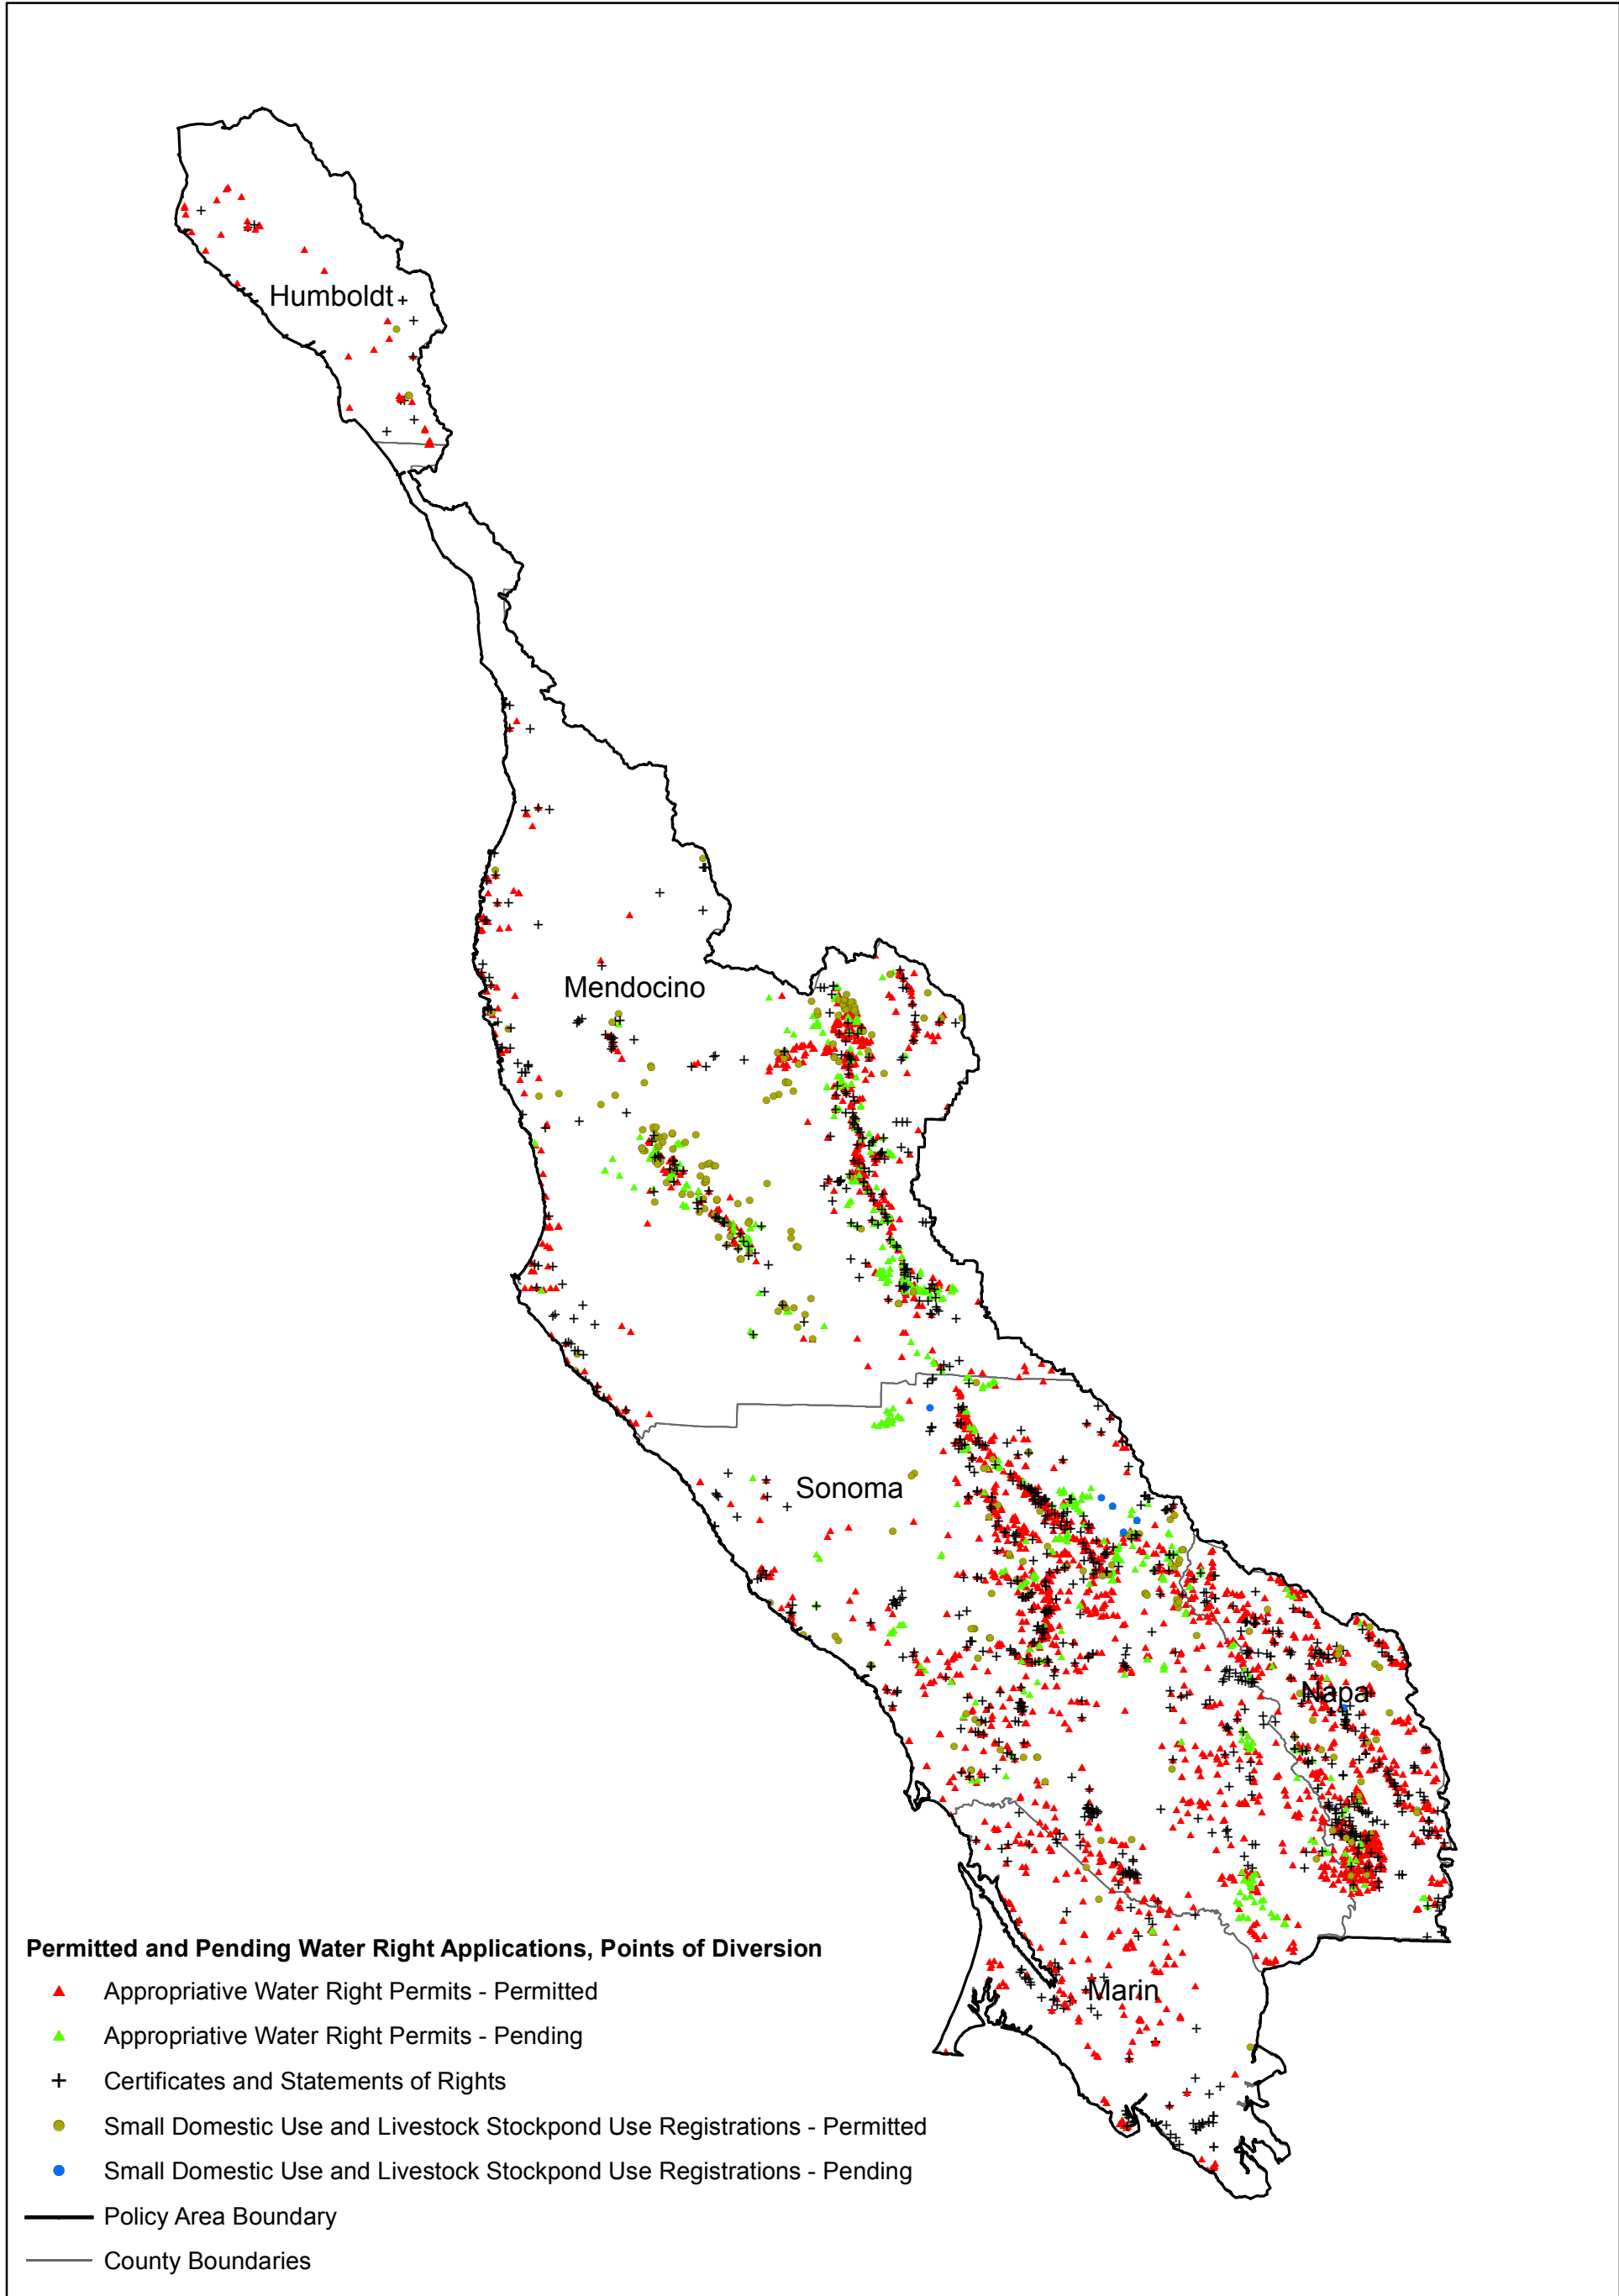 Humboldt
Mendocino
Sonoma
Napa
Marin
Permitted and Pending Water Right Applications, Points of Diversion
Appropriative Water Right Permits - Permitted
Appropriative Water Right Permits - Pending
Certificates and Statements of Rights
Small Domestic Use and Livestock Stockpond Use Registrations - Permitted
Small Domestic Use and Livestock Stockpond Use Registrations - Pending
Policy Area Boundary
County Boundaries